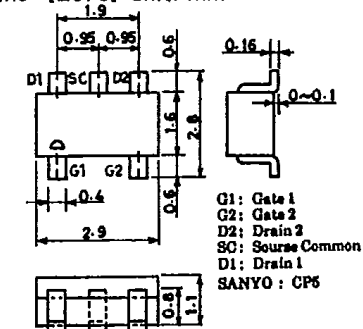 1.9
0.95 0.95
0.16
D1 SC D2
0.6
0~0.1
1.6
2.8
G1 G2
0.4
0.6
2.9
G1: Gate 1
G2: Gate 2
D2: Drain 2
SC: Sourse Common
D1: Drain 1
SANYO : CP5
0.8
1.1